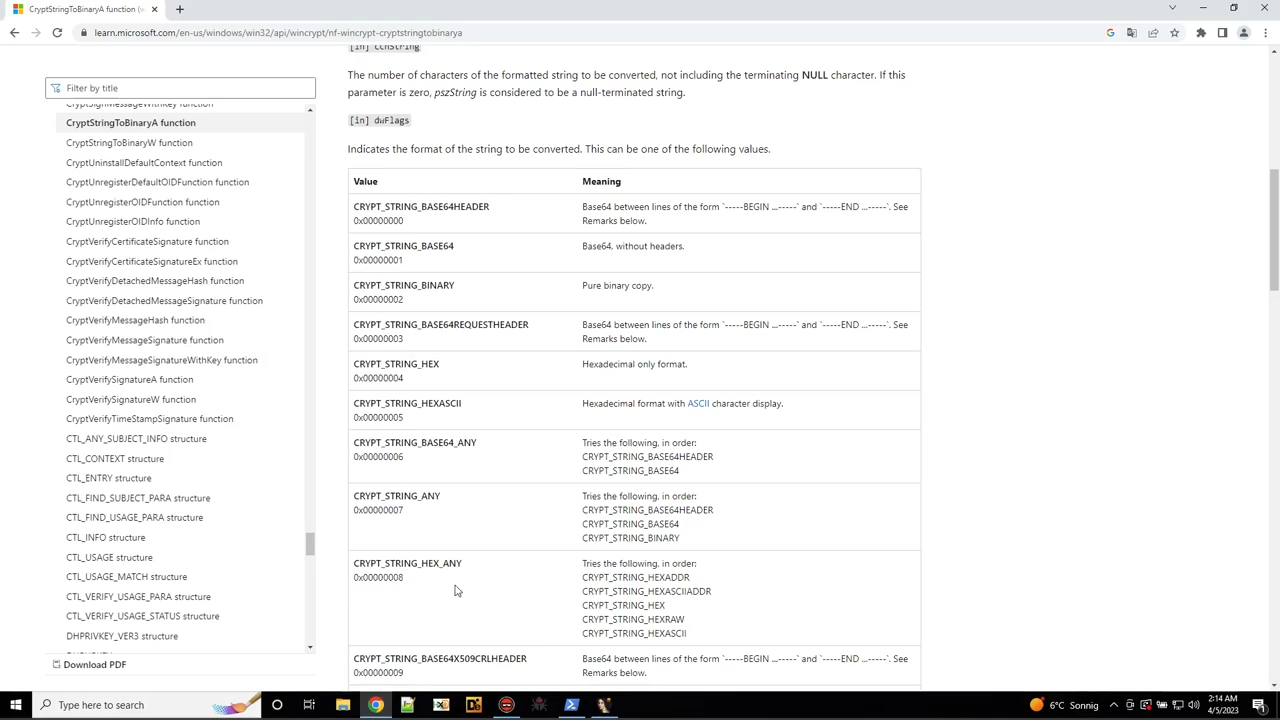 CryptStringToBinaryA function (w
learn.microsoft.com/en-us/windows/win32/api/wincrypt/nf-wincrypt-cryptstringtobinarya
Filter by title
CryptSignMessageWithKey function
CryptStringToBinaryA function
CryptStringToBinaryW function
CryptUninstallDefaultContext function
CryptUnregisterDefaultOIDFunction function
CryptUnregisterOIDFunction function
CryptUnregisterOIDInfo function
CryptVerifyCertificateSignature function
CryptVerifyCertificateSignatureEx function
CryptVerifyDetachedMessageHash function
CryptVerifyDetachedMessageSignature function
CryptVerifyMessageHash function
CryptVerifyMessageSignature function
CryptVerifyMessageSignatureWithKey function
CryptVerifySignatureA function
CryptVerifySignatureW function
CryptVerifyTimeStampSignature function
CTL_ANY_SUBJECT_INFO structure
CTL_CONTEXT structure
CTL_ENTRY structure
CTL_FIND_SUBJECT_PARA structure
CTL_FIND_USAGE_PARA structure
CTL_INFO structure
CTL_USAGE structure
CTL_USAGE_MATCH structure
CTL_VERIFY_USAGE_PARA structure
CTL_VERIFY_USAGE_STATUS structure
DHPRIVKEY_VER3 structure
Download PDF
[in] cchString
The number of characters of the formatted string to be converted, not including the terminating NULL character. If this
parameter is zero, pszString is considered to be a null-terminated string.
[in] dwFlags
Indicates the format of the string to be converted. This can be one of the following values.
Value Meaning
CRYPT_STRING_BASE64HEADER Base64 between lines of the form `-----BEGIN ...-----` and `-----END ...-----`. See
0x00000000 Remarks below.
CRYPT_STRING_BASE64 Base64, without headers.
0x00000001
CRYPT_STRING_BINARY Pure binary copy.
0x00000002
CRYPT_STRING_BASE64REQUESTHEADER Base64 between lines of the form `-----BEGIN ...-----` and `-----END ...-----`. See
0x00000003 Remarks below.
CRYPT_STRING_HEX Hexadecimal only format.
0x00000004
CRYPT_STRING_HEXASCII Hexadecimal format with ASCII character display.
0x00000005
CRYPT_STRING_BASE64_ANY Tries the following, in order:
0x00000006 CRYPT_STRING_BASE64HEADER
CRYPT_STRING_BASE64
CRYPT_STRING_ANY Tries the following, in order:
0x00000007 CRYPT_STRING_BASE64HEADER
CRYPT_STRING_BASE64
CRYPT_STRING_BINARY
CRYPT_STRING_HEX_ANY Tries the following, in order:
0x00000008 CRYPT_STRING_HEXADDR
CRYPT_STRING_HEXASCIIADDR
CRYPT_STRING_HEX
CRYPT_STRING_HEXRAW
CRYPT_STRING_HEXASCII
CRYPT_STRING_BASE64X509CRLHEADER Base64 between lines of the form `-----BEGIN ...-----` and `-----END ...-----`. See
0x00000009 Remarks below.
Type here to search
6°C Sonnig
2:14 AM
4/5/2023